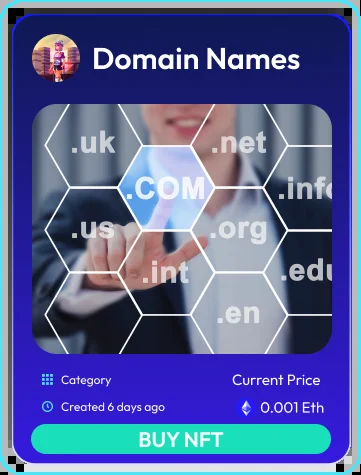 Domain Names
.uk
.net
.COM
.info
.us
.org
.int
.edu
.en
Category
Current Price
Created 6 days ago
0.001 Eth
BUY NFT